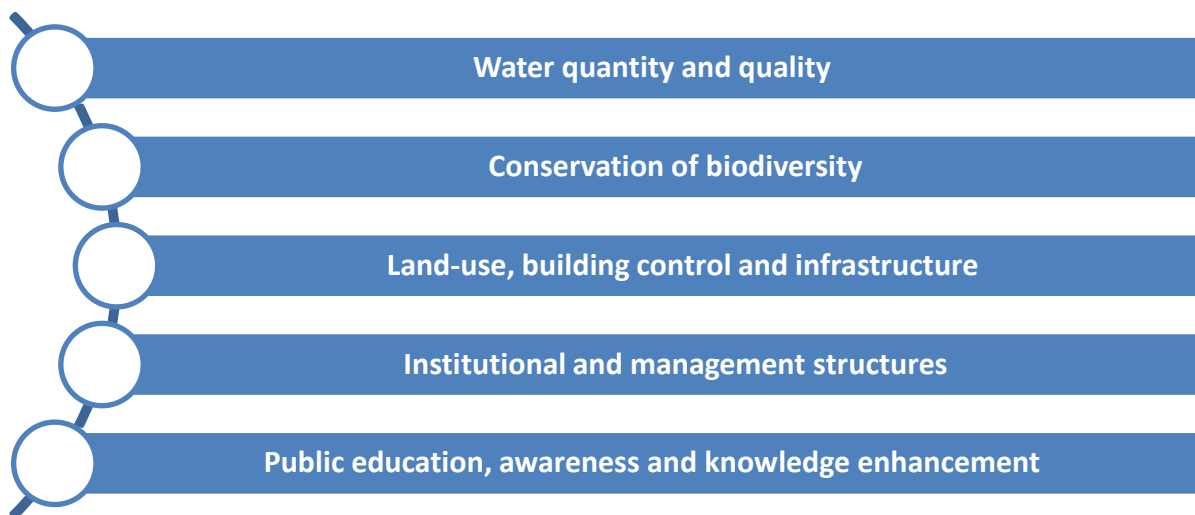 Water quantity and quality
Conservation of biodiversity
Land-use, building control and infrastructure
Institutional and management structures
Public education, awareness and knowledge enhancement